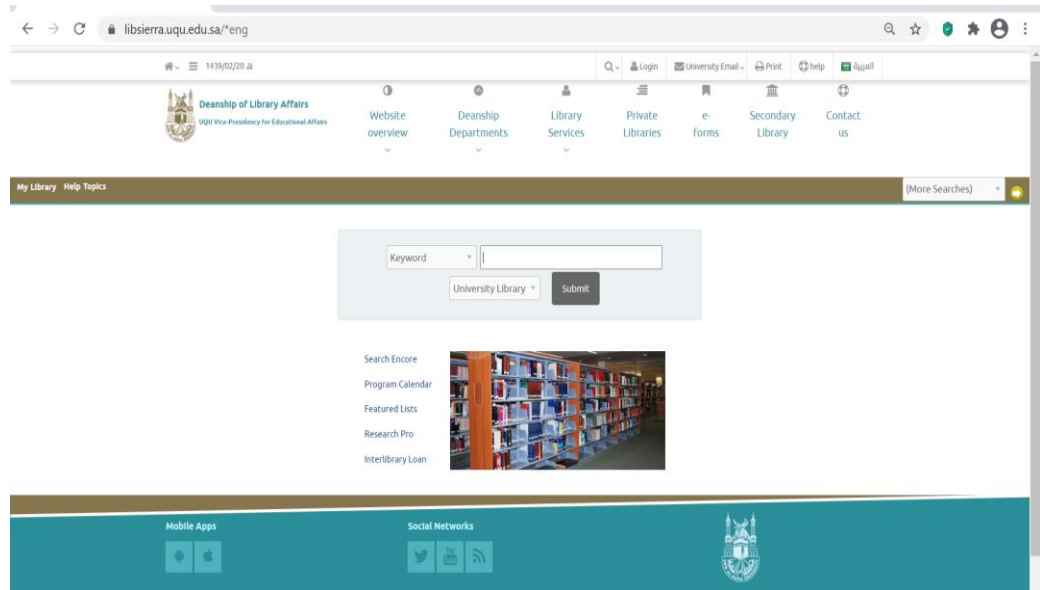 libsierra.uqu.edu.sa/*eng
1439/02/20 هـ
Login
University Email
Print
help
العربية
Deanship of Library Affairs
UQU Vice-Presidency for Educational Affairs
Website overview
Deanship Departments
Library Services
Private Libraries
e-forms
Secondary Library
Contact us
My Library Help Topics
(More Searches)
Keyword
University Library
Submit
Search Encore
Program Calendar
Featured Lists
Research Pro
Interlibrary Loan
Mobile Apps
Social Networks
You